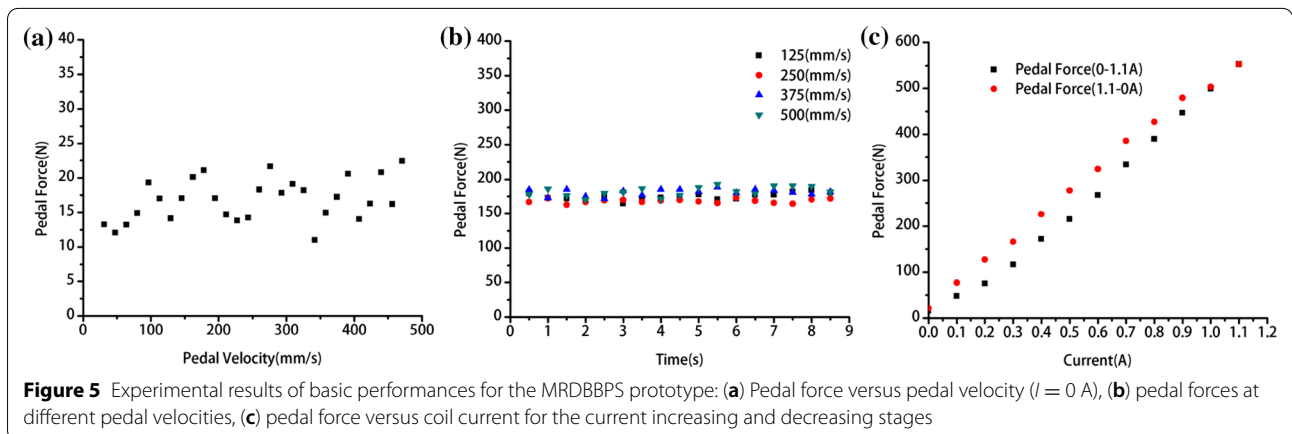 (a)
40
35
30
25
20
15
10
5
0
Pedal Force(N)
0 100 200 300 400 500
Pedal Velocity(mm/s)
(b)
400
350
300
250
200
150
100
50
0
Pedal Force(N)
125(mm/s)
250(mm/s)
375(mm/s)
500(mm/s)
0 1 2 3 4 5 6 7 8 9
Time(s)
(c)
600
500
400
300
200
100
0
Pedal Force(N)
Pedal Force(0-1.1A)
Pedal Force(1.1-0A)
0.0 0.1 0.2 0.3 0.4 0.5 0.6 0.7 0.8 0.9 1.0 1.1 1.2
Current(A)
Figure 5 Experimental results of basic performances for the MRDBBPS prototype: (a) Pedal force versus pedal velocity (I = 0 A), (b) pedal forces at
different pedal velocities, (c) pedal force versus coil current for the current increasing and decreasing stages